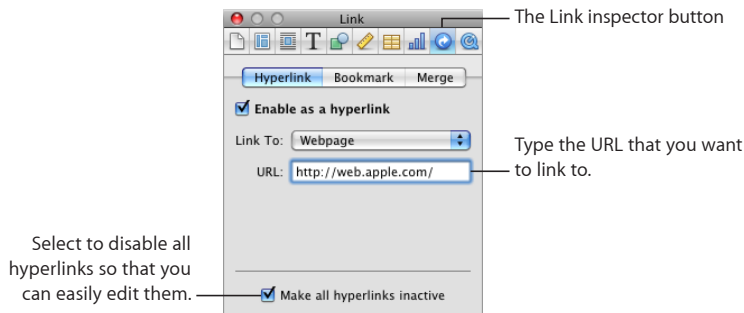 Link
The Link inspector button
T
Hyperlink Bookmark Merge
Enable as a hyperlink
Link To: Webpage
URL: http://web.apple.com/
Type the URL that you want
to link to.
Select to disable all
hyperlinks so that you
can easily edit them.
Make all hyperlinks inactive